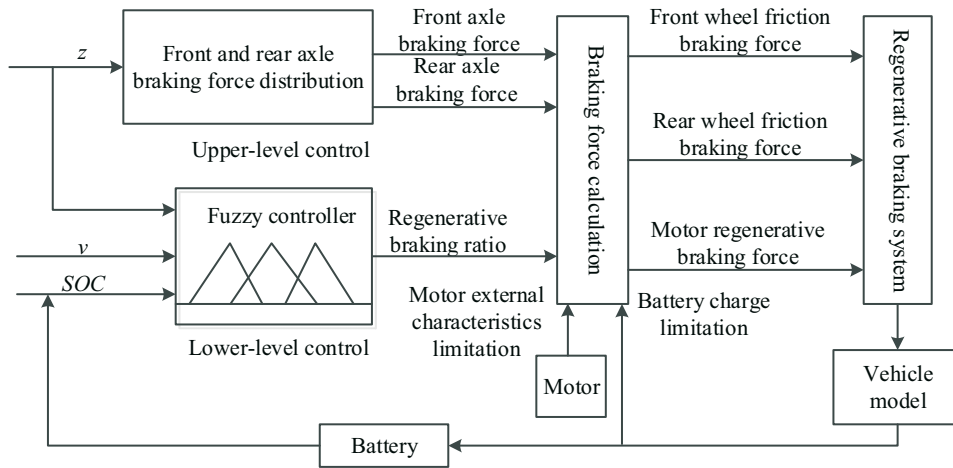 z
Front and rear axle
braking force distribution
Upper-level control
Front axle
braking force
Rear axle
braking force
Braking force calculation
Front wheel friction
braking force
Rear wheel friction
braking force
Motor regenerative
braking force
Regenerative braking system
v
SOC
Fuzzy controller
Lower-level control
Regenerative
braking ratio
Motor external
characteristics
limitation
Battery charge
limitation
Motor
Vehicle
model
Battery